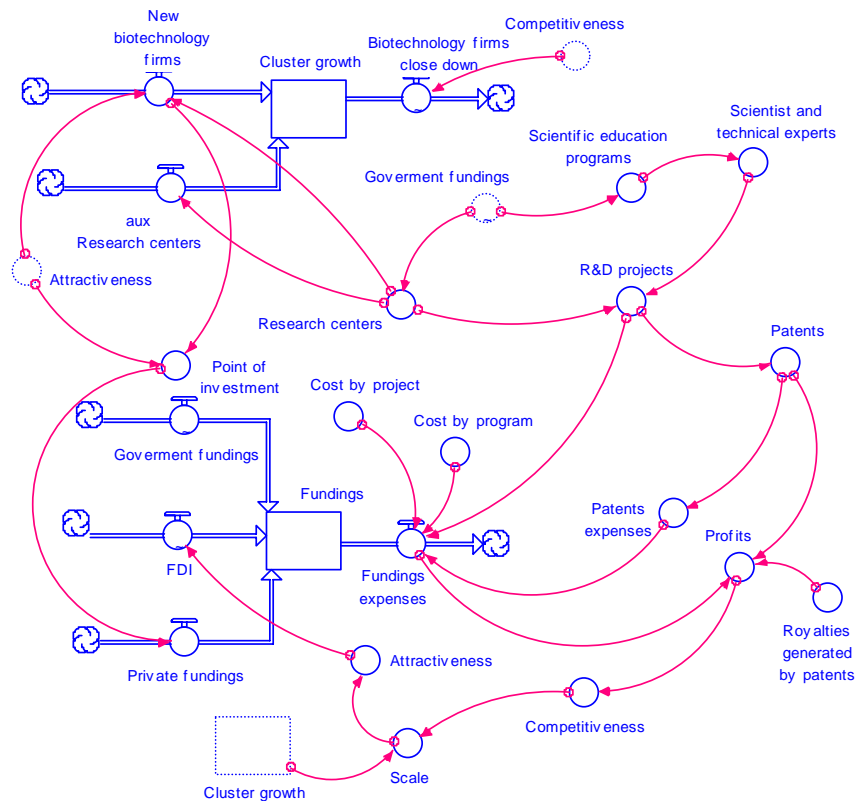 New
biotechnology
firms
Cluster growth
Biotechnology firms
close down
Competitiveness
Scientific education
programs
Scientist and
technical experts
Goverment fundings
aux
Research centers
Attractiveness
Research centers
R&D projects
Patents
Point of
investment
Cost by project
Cost by program
Goverment fundings
Fundings
Patents
expenses
Profits
FDI
Fundings
expenses
Royalties
generated
by patents
Private fundings
Attractiveness
Competitiveness
Scale
Cluster growth